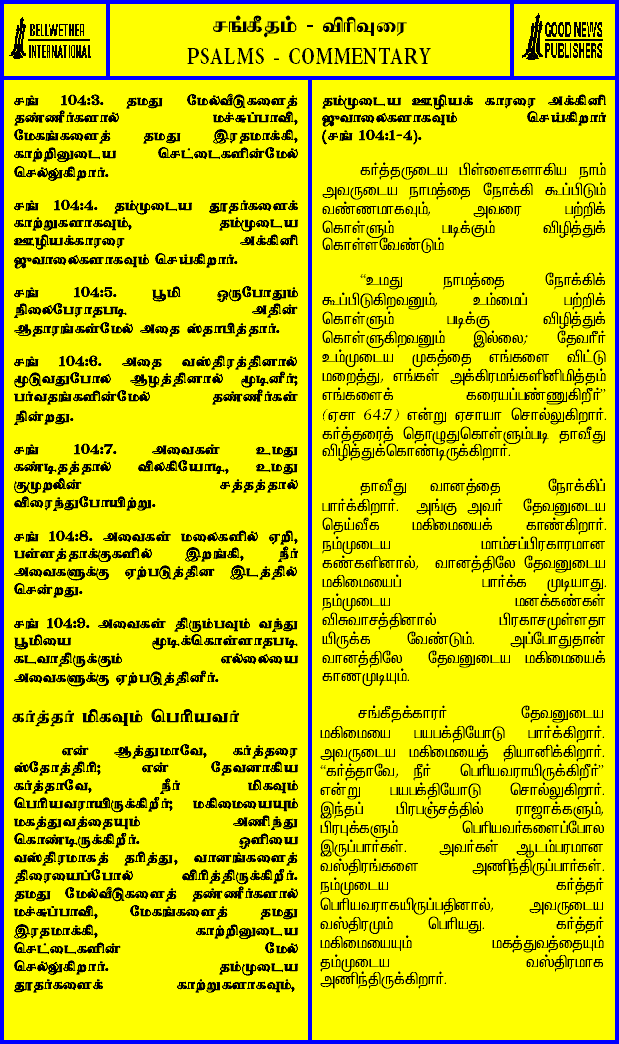 BELLWETHER
INTERNATIONAL
சங்கீதம் - விரிவுரை
PSALMS - COMMENTARY
GOOD NEWS
PUBLISHERS
சங் 104:3. தமது மேல்வீடுகளைத்
தண்ணீர்களால் மச்சுப்பாவி,
மேகங்களைத் தமது இரதமாக்கி,
காற்றினுடைய செட்டைகளின்மேல்
செல்லுகிறார்.
சங் 104:4. தம்முடைய தூதர்களைக்
காற்றுகளாகவும், தம்முடைய
ஊழியக்காரரை அக்கினி
ஜுவாலைகளாகவும் செய்கிறார்.
சங் 104:5. பூமி ஒருபோதும்
நிலைபேராதபடி அதின்
ஆதாரங்கள்மேல் அதை ஸ்தாபித்தார்.
சங் 104:6. அதை வஸ்திரத்தினால்
மூடுவதுபோல் ஆழத்தினால் மூடினீர்;
பர்வதங்களின்மேல் தண்ணீர்கள்
நின்றது.
சங் 104:7. அவைகள் உமது
கண்டிதத்தால் விலகியோடி, உமது
குமுறலின் சத்தத்தால்
விரைந்துபோயிற்று.
சங் 104:8. அவைகள் மலைகளில் ஏறி,
பள்ளத்தாக்குகளில் இறங்கி, நீர்
அவைகளுக்கு ஏற்படுத்தின இடத்தில்
சென்றது.
சங் 104:9. அவைகள் திரும்பவும் வந்து
பூமியை மூடிக்கொள்ளாதபடி
கடவாதிருக்கும் எல்லையை
அவைகளுக்கு ஏற்படுத்தினீர்.
கர்த்தர் மிகவும் பெரியவர்
என் ஆத்துமாவே, கர்த்தரை
ஸ்தோத்திரி; என் தேவனாகிய
கர்த்தாவே, நீர் மிகவும்
பெரியவராயிருக்கிறீர்; மகிமையையும்
மகத்துவத்தையும் அணிந்து
கொண்டிருக்கிறீர். ஒளியை
வஸ்திரமாகத் தரித்து, வானங்களைத்
திரையைப்போல் விரித்திருக்கிறீர்.
தமது மேல்வீடுகளைத் தண்ணீர்களால்
மச்சுப்பாவி, மேகங்களைத் தமது
இரதமாக்கி, காற்றினுடைய
செட்டைகளின் மேல்
செல்லுகிறார். தம்முடைய
தூதர்களைக் காற்றுகளாகவும்,
தம்முடைய ஊழியக் காரரை அக்கினி
ஜுவாலைகளாகவும் செய்கிறார்
(சங் 104:1-4).
கர்த்தருடைய பிள்ளைகளாகிய நாம்
அவருடைய நாமத்தை நோக்கி கூப்பிடும்
வண்ணமாகவும், அவரை பற்றிக்
கொள்ளும் படிக்கும் விழித்துக்
கொள்ளவேண்டும்
“உமது நாமத்தை நோக்கிக்
கூப்பிடுகிறவனும், உம்மைப் பற்றிக்
கொள்ளும் படிக்கு விழித்துக்
கொள்ளுகிறவனும் இல்லை; தேவரீர்
உம்முடைய முகத்தை எங்களை விட்டு
மறைத்து, எங்கள் அக்கிரமங்களினிமித்தம்
எங்களைக் கரையப்பண்ணுகிறீர்”
(ஏசா 64:7) என்று ஏசாயா சொல்லுகிறார்.
கர்த்தரைத் தொழுதுகொள்ளும்படி தாவீது
விழித்துக்கொண்டிருக்கிறார்.
தாவீது வானத்தை நோக்கிப்
பார்க்கிறார். அங்கு அவர் தேவனுடைய
தெய்வீக மகிமையைக் காண்கிறார்.
நம்முடைய மாம்சப்பிரகாரமான
கண்களினால், வானத்திலே தேவனுடைய
மகிமையைப் பார்க்க முடியாது.
நம்முடைய மனக்கண்கள்
விசுவாசத்தினால் பிரகாசமுள்ளதா
யிருக்க வேண்டும். அப்போதுதான்
வானத்திலே தேவனுடைய மகிமையைக்
காணமுடியும்.
சங்கீதக்காரர் தேவனுடைய
மகிமையை பயபக்தியோடு பார்க்கிறார்.
அவருடைய மகிமையைத் தியானிக்கிறார்.
“கர்த்தாவே, நீர் பெரியவராயிருக்கிறீர்”
என்று பயபக்தியோடு சொல்லுகிறார்.
இந்தப் பிரபஞ்சத்தில் ராஜாக்களும்,
பிரபுக்களும் பெரியவர்களைப்போல
இருப்பார்கள். அவர்கள் ஆடம்பரமான
வஸ்திரங்களை அணிந்திருப்பார்கள்.
நம்முடைய கர்த்தர்
பெரியவராகயிருப்பதினால், அவருடைய
வஸ்திரமும் பெரியது. கர்த்தர்
மகிமையையும் மகத்துவத்தையும்
தம்முடைய வஸ்திரமாக
அணிந்திருக்கிறார்.